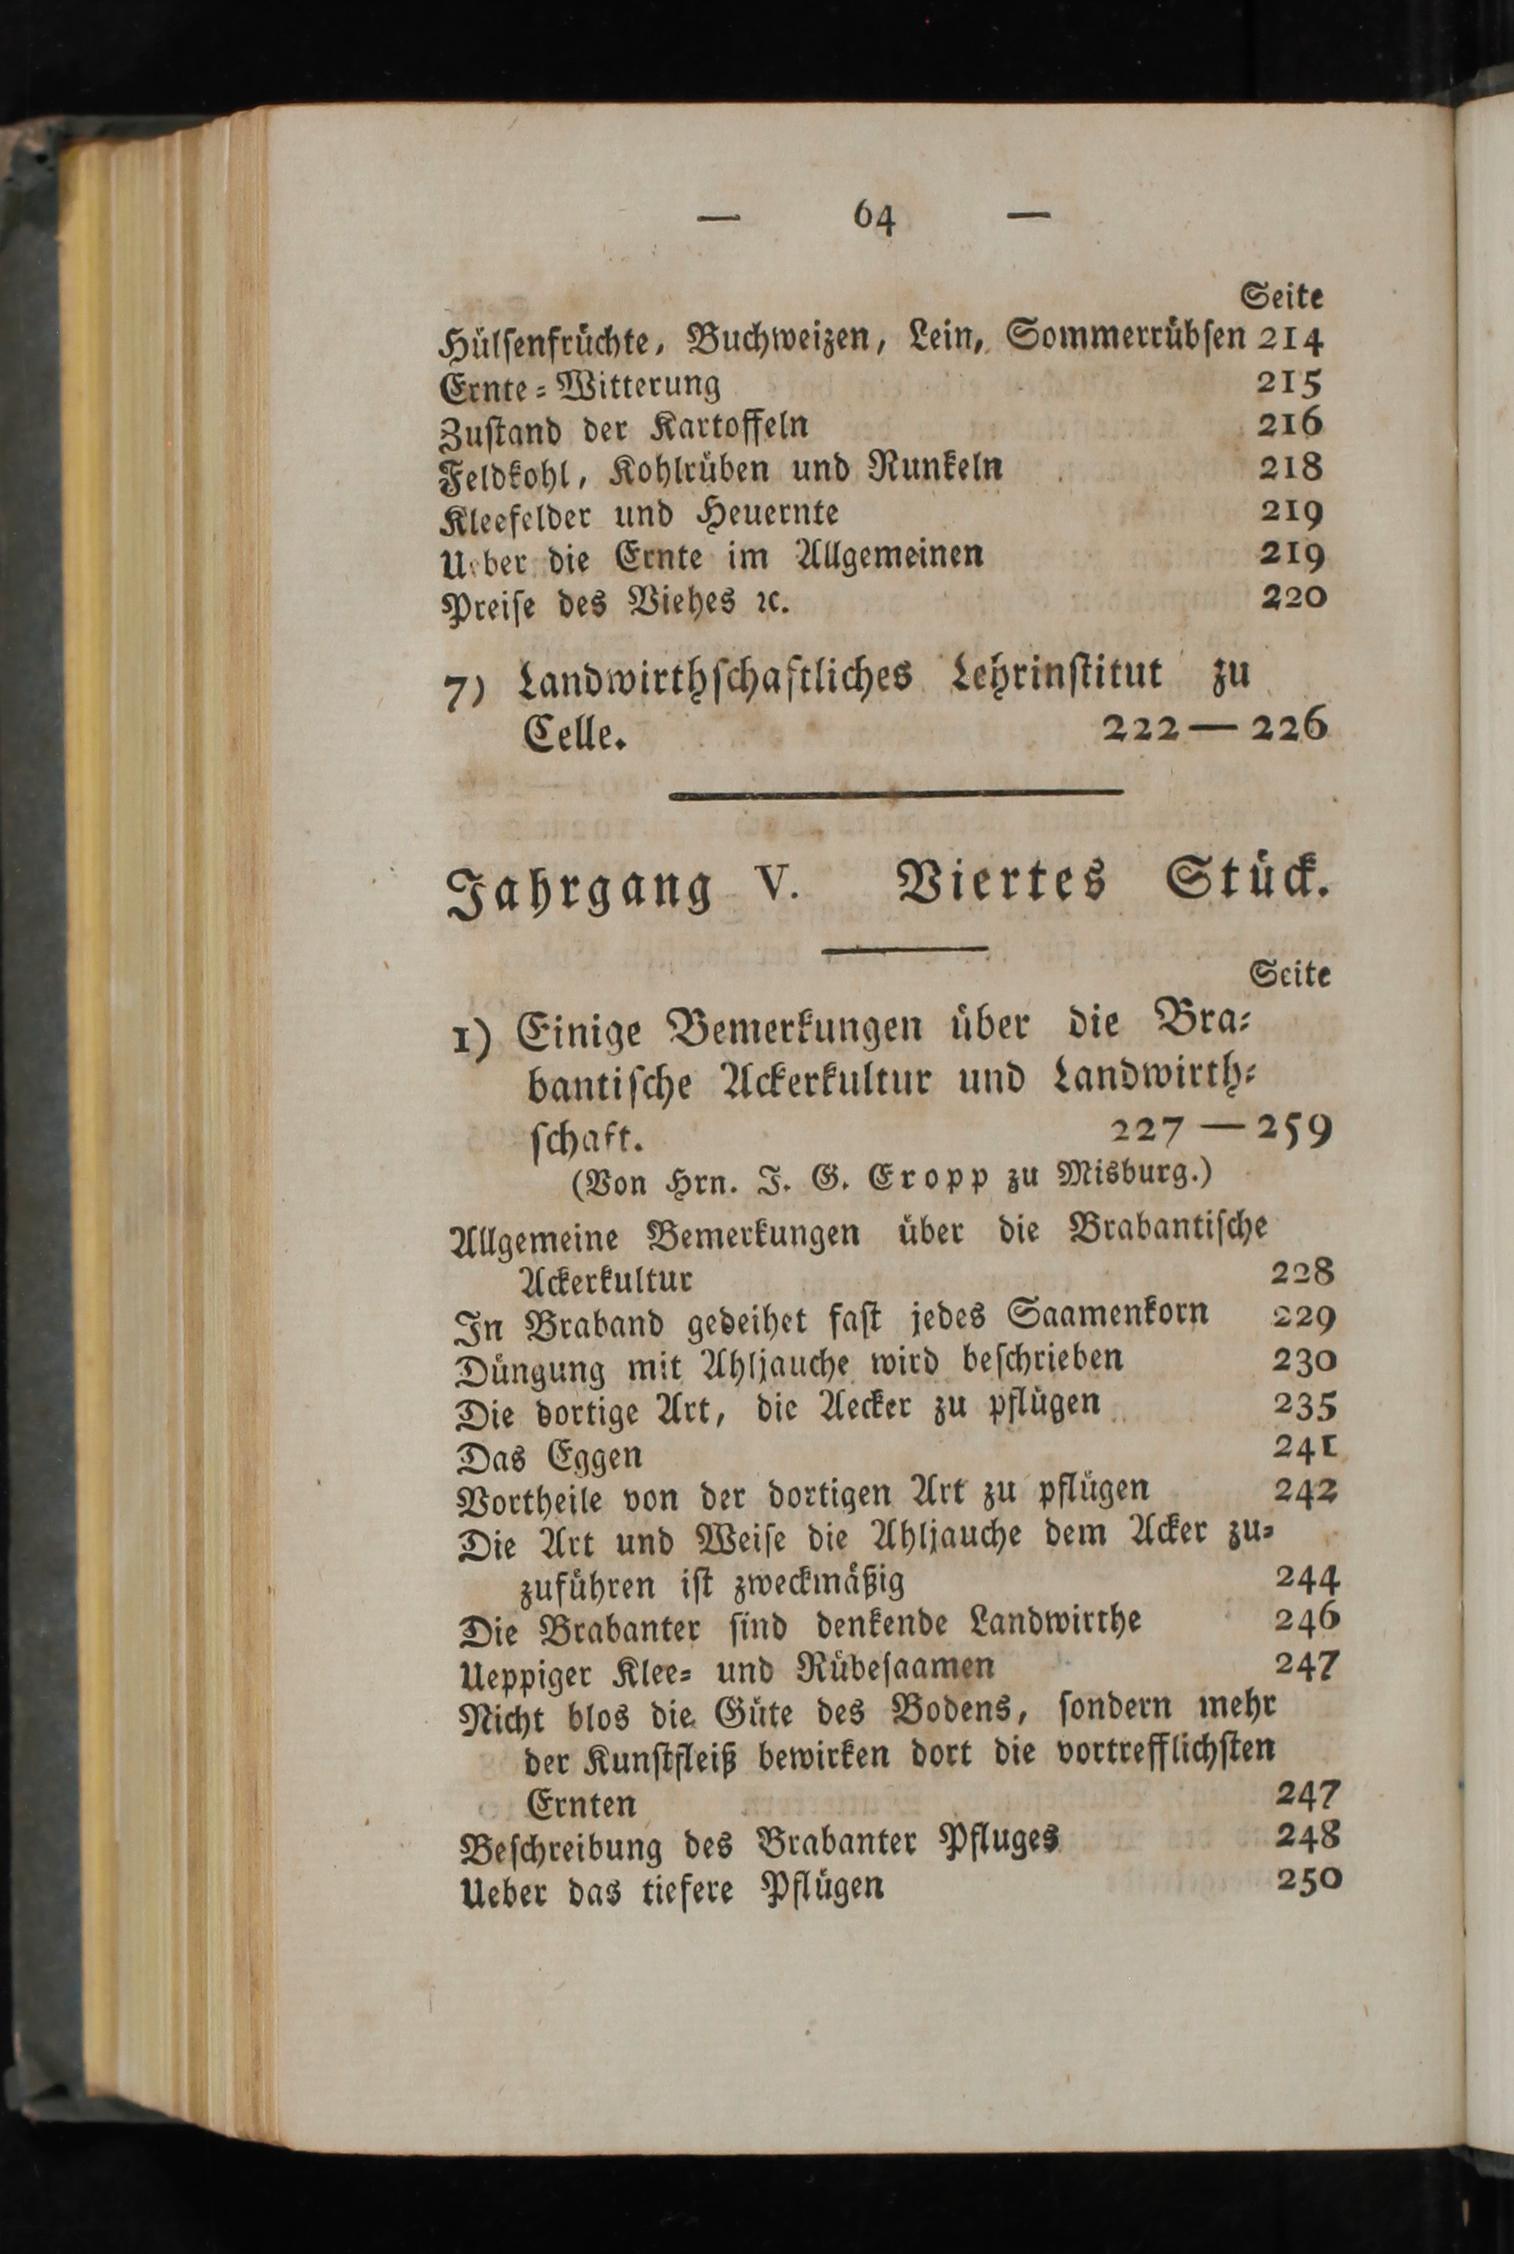 — 64 —
Seite
Hülsenfrüchte, Buchweizen, Lein, Sommerrübsen 214
Ernte-Witterung 215
Zustand der Kartoffeln 216
Feldkohl, Kohlrüben und Runkeln 218
Kleefelder und Heuernte 219
Ueber die Ernte im Allgemeinen 219
Preise des Viehes ꝛc. 220
7) Landwirthschaftliches Lehrinstitut zu
Celle. 222 — 226
Jahrgang V. Viertes Stück.
Seite
1) Einige Bemerkungen über die Bra-
bantische Ackerkultur und Landwirth-
schaft. 227 — 259
(Von Hrn. J. G. Cropp zu Misburg.)
Allgemeine Bemerkungen über die Brabantische
Ackerkultur 228
In Braband gedeihet fast jedes Saamenkorn 229
Düngung mit Ahljauche wird beschrieben 230
Die dortige Art, die Aecker zu pflügen 235
Das Eggen 241
Vortheile von der dortigen Art zu pflügen 242
Die Art und Weise die Ahljauche dem Acker zu-
zuführen ist zweckmäßig 244
Die Brabanter sind denkende Landwirthe 246
Ueppiger Klee- und Rübesaamen 247
Nicht blos die Güte des Bodens, sondern mehr
der Kunstfleiß bewirken dort die vortrefflichsten
Ernten 247
Beschreibung des Brabanter Pfluges 248
Ueber das tiefere Pflügen 250